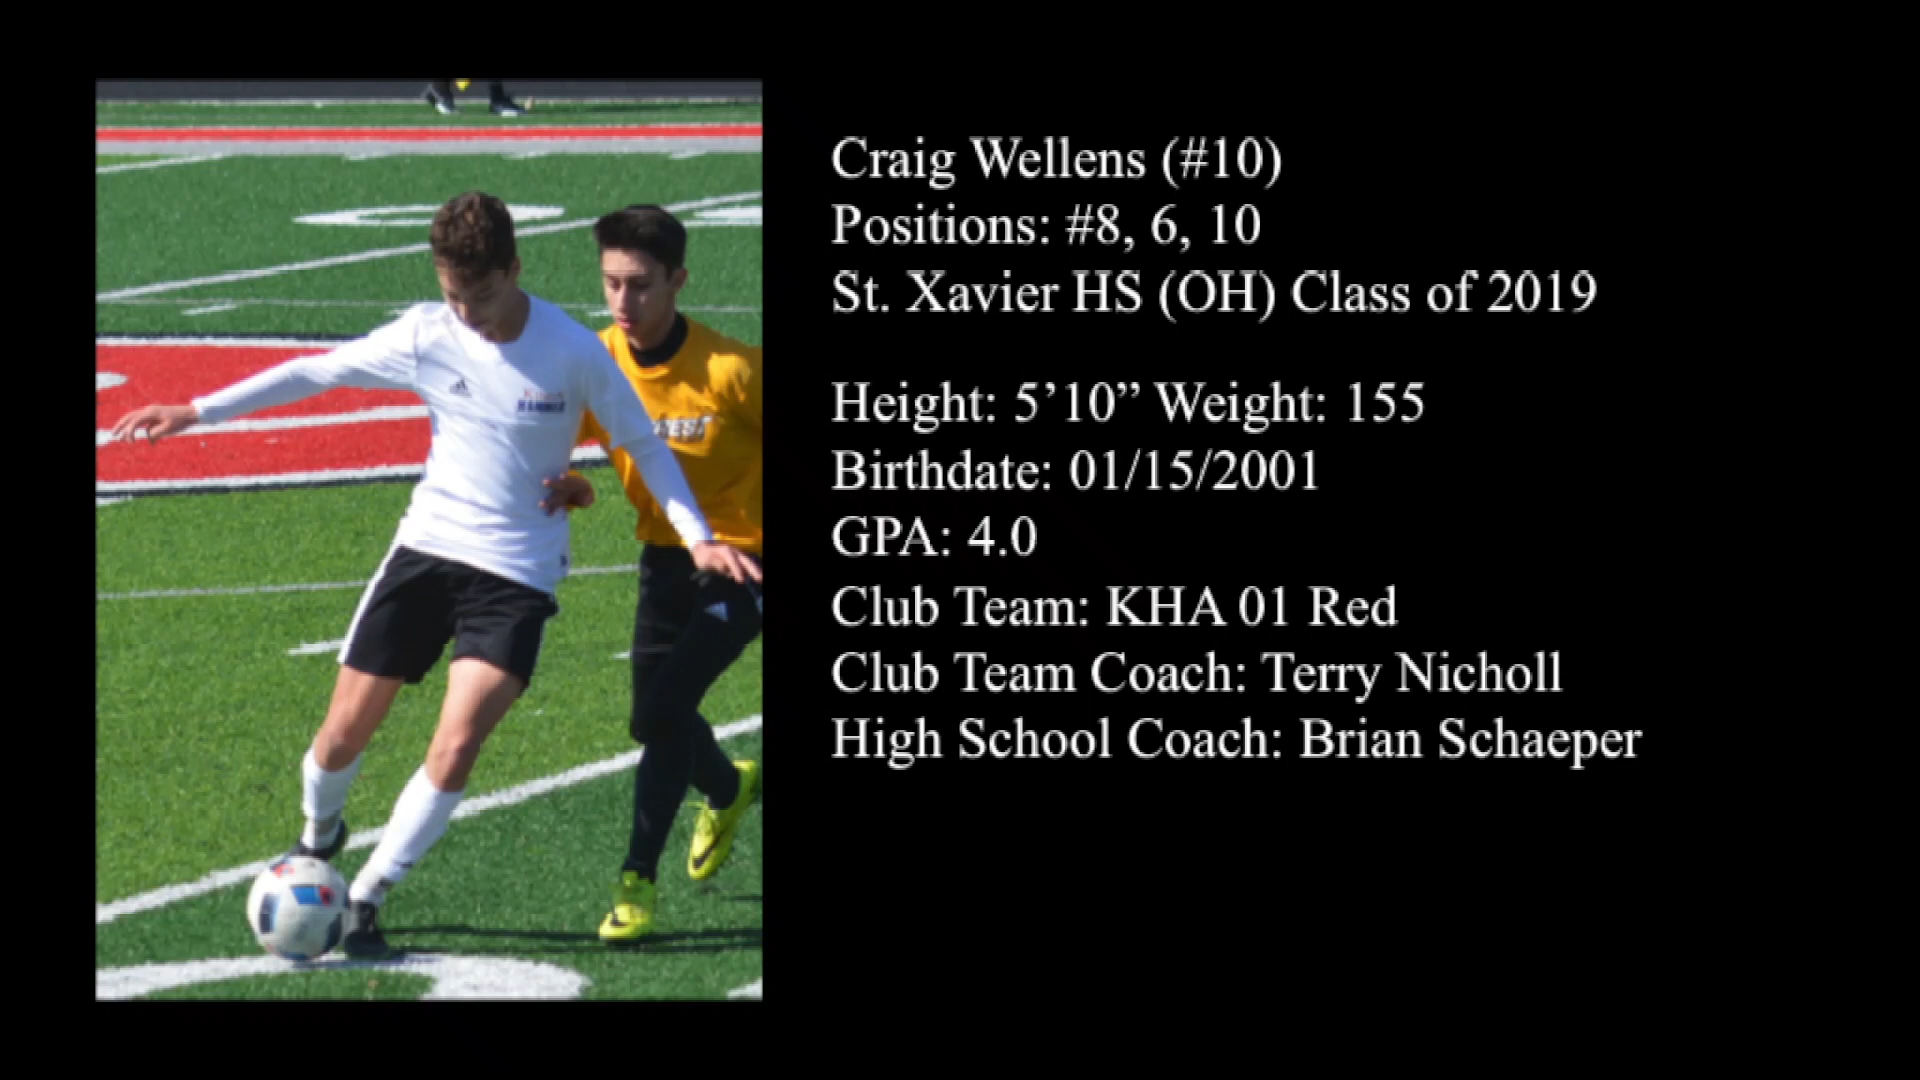 Craig Wellens (#10)
Positions: #8, 6, 10
St. Xavier HS (OH) Class of 2019
Height: 5’10” Weight: 155
Birthdate: 01/15/2001
GPA: 4.0
Club Team: KHA 01 Red
Club Team Coach: Terry Nicholl
High School Coach: Brian Schaeper